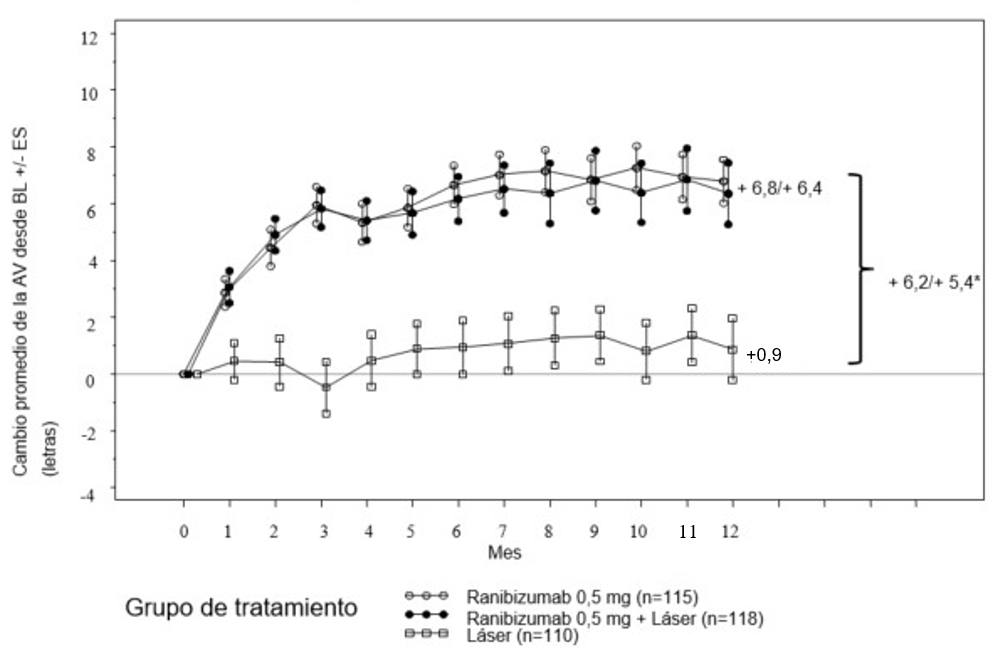 12
10
8
6
4
2
0
-2
-4
Cambio promedio de la AV desde BL +/- ES
(letras)
+ 6,8/+ 6,4
+ 6,2/+ 5,4*
+0,9
0 1 2 3 4 5 6 7 8 9 10 11 12
Mes
Grupo de tratamiento
Ranibizumab 0,5 mg (n=115)
Ranibizumab 0,5 mg + Láser (n=118)
Láser (n=110)